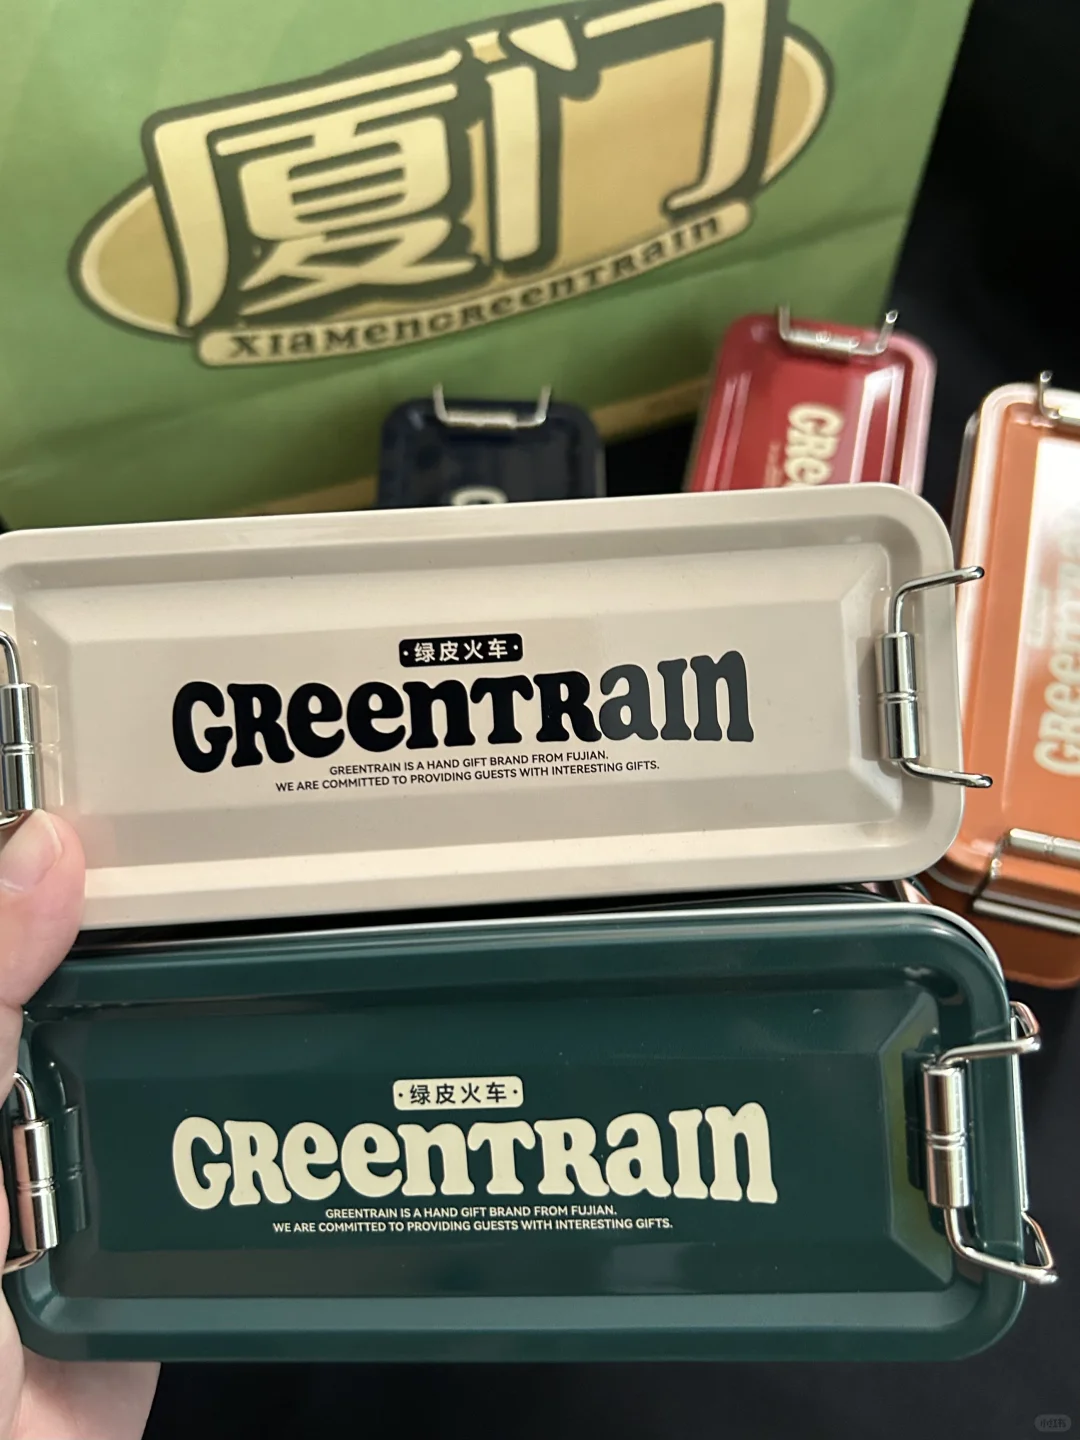 厦门
XIAMENGREENTRAIN
·绿皮火车·
GREENTRAIN
GREENTRAIN IS A HAND GIFT BRAND FROM FUJIAN.
WE ARE COMMITTED TO PROVIDING GUESTS WITH INTERESTING GIFTS.
·绿皮火车·
GREENTRAIN
GREENTRAIN IS A HAND GIFT BRAND FROM FUJIAN.
WE ARE COMMITTED TO PROVIDING GUESTS WITH INTERESTING GIFTS.